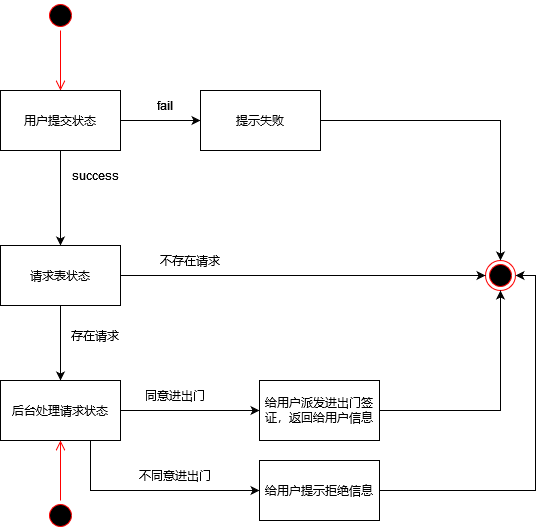 用户提交状态
fail
提示失败
success
请求表状态
不存在请求
存在请求
后台处理请求状态
同意进出门
给用户派发进出门签
证，返回给用户信息
不同意进出门
给用户提示拒绝信息